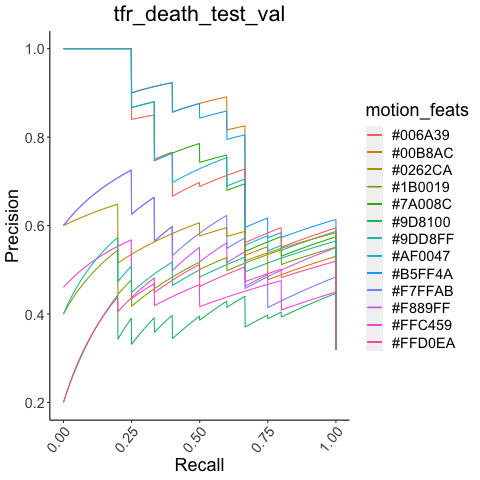 tfr_death_test_val
Precision
1.0
0.8
0.6
0.4
0.2
0.00
0.25
0.50
0.75
1.00
Recall
motion_feats
#006A39
#00B8AC
#0262CA
#1B0019
#7A008C
#9D8100
#9DD8FF
#AF0047
#B5FF4A
#F7FFAB
#F889FF
#FFC459
#FFD0EA